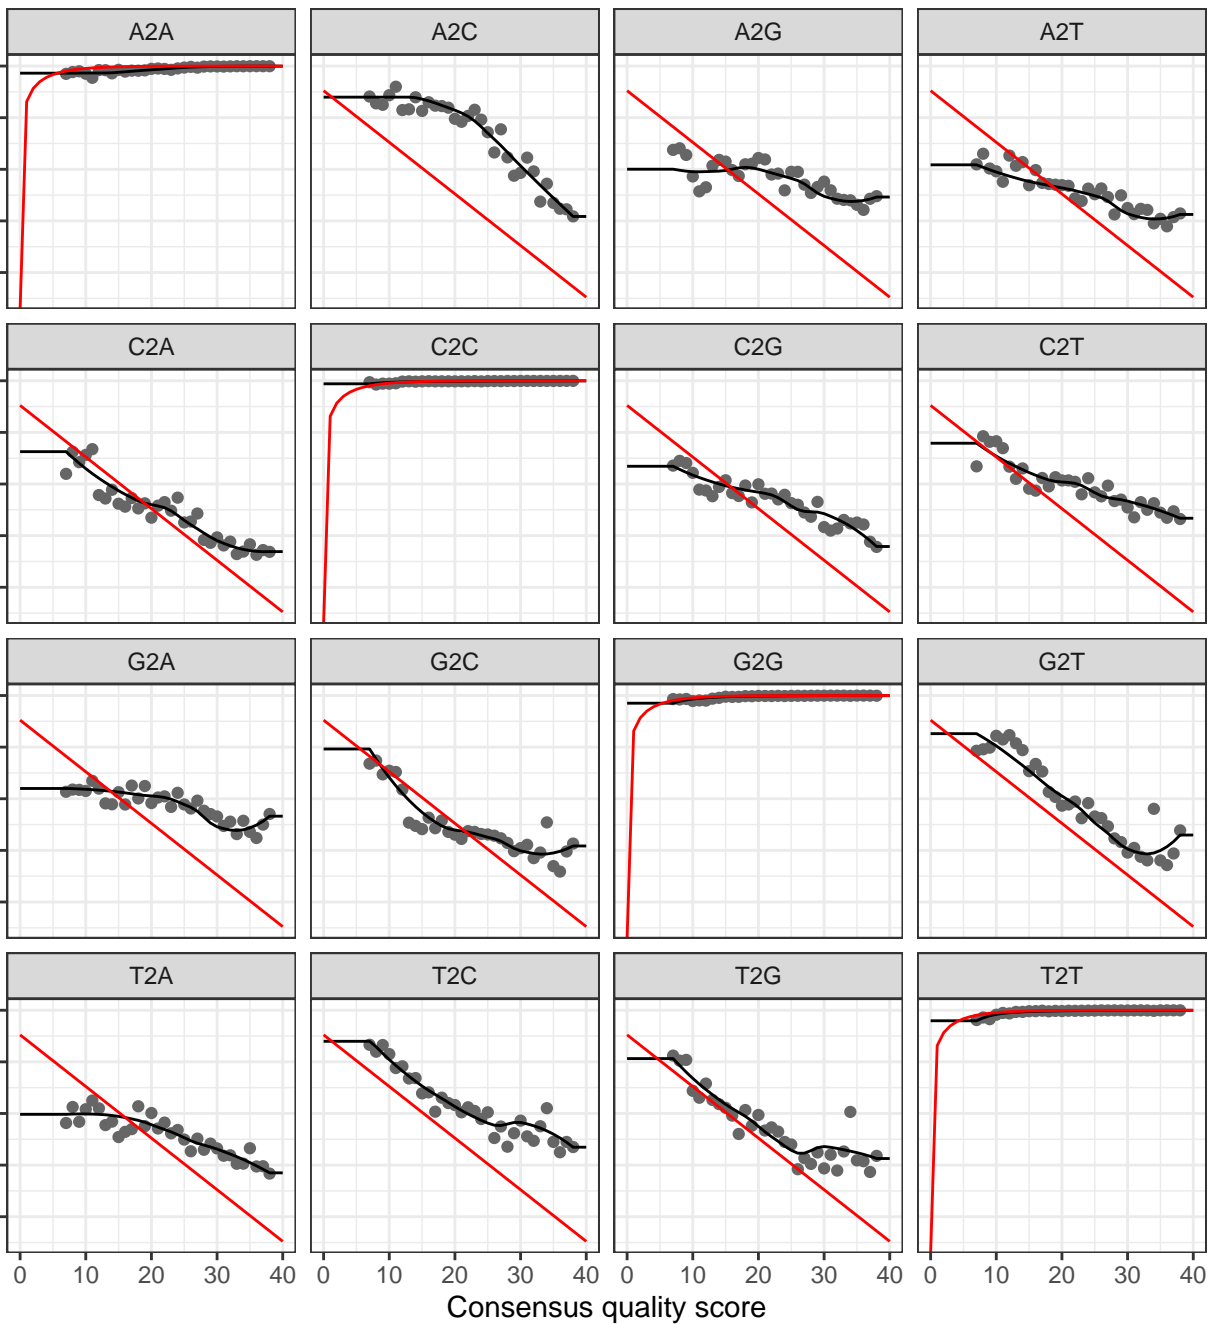 A2A A2C A2G A2T
C2A C2C C2G C2T
G2A G2C G2G G2T
T2A T2C T2G T2T
0 10 20 30 40 0 10 20 30 40 0 10 20 30 40 0 10 20 30 40
Consensus quality score